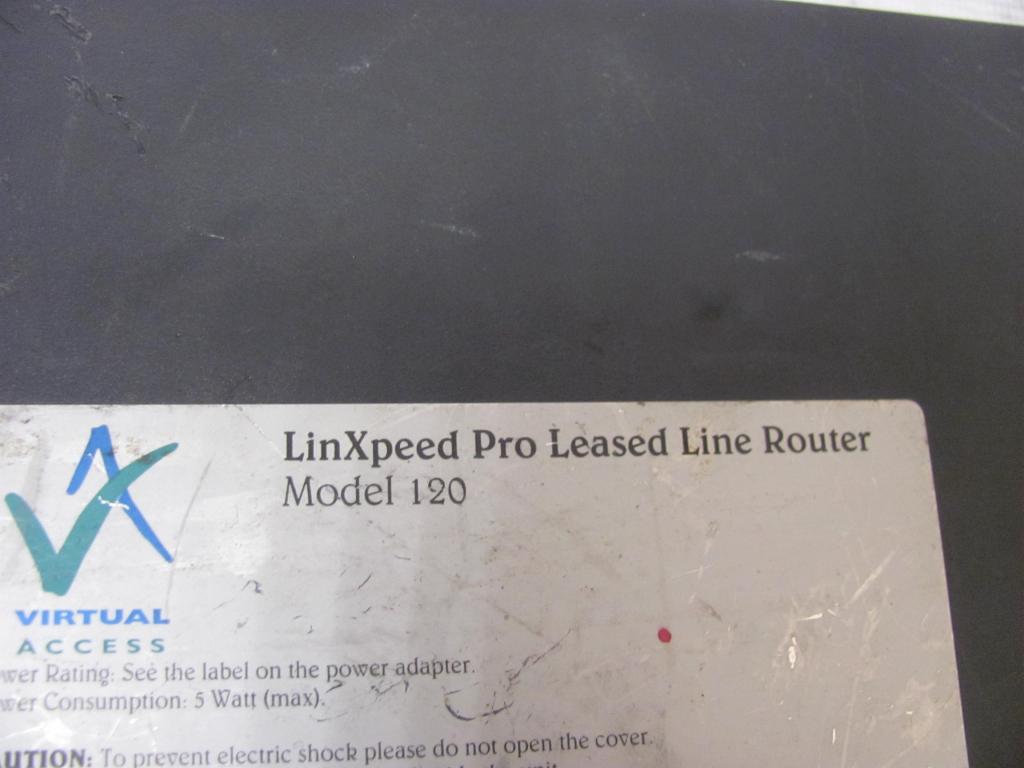 LinXpeed Pro Leased Line Router
Model 120
VIRTUAL
ACCESS
wer Rating: See the label on the power adapter.
wer Consumption: 5 Watt (max).
AUTION: To prevent electric shock please do not open the cover.